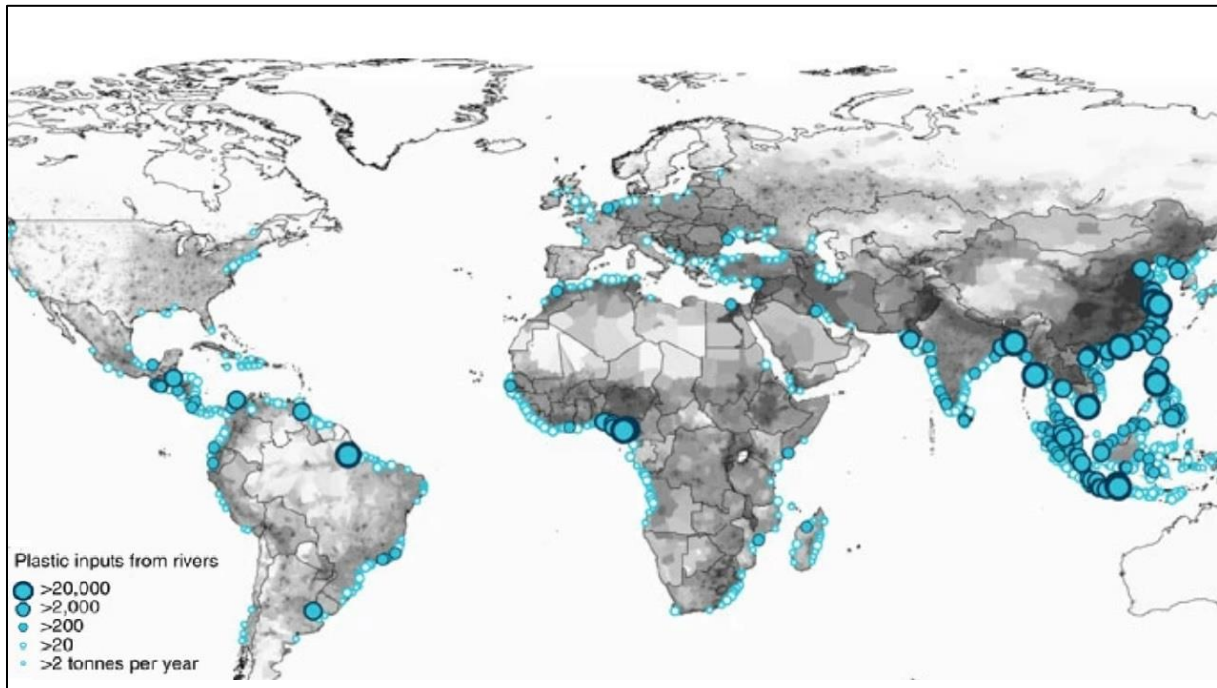 Plastic inputs from rivers
>20,000
>2,000
>200
>20
>2 tonnes per year